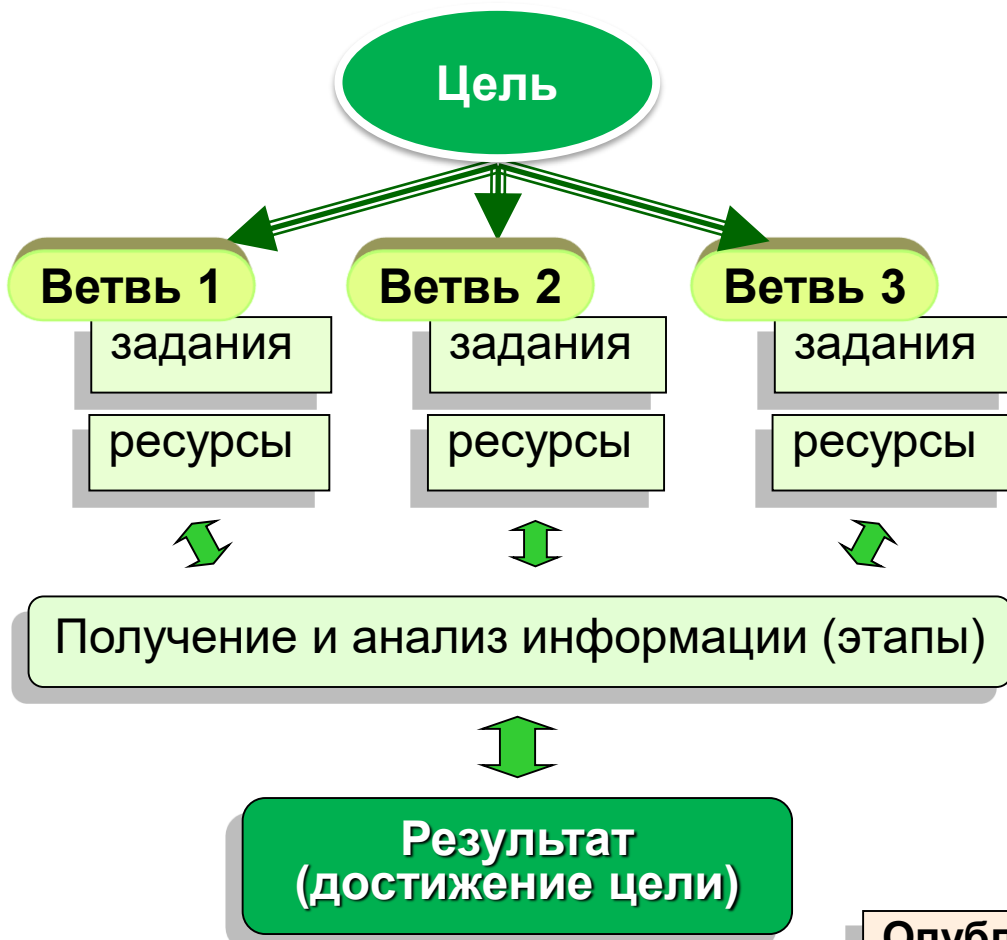 Цель
Ветвь 1
Ветвь 2
Ветвь 3
задания
задания
задания
ресурсы
ресурсы
ресурсы
Получение и анализ информации (этапы)
Результат
(достижение цели)